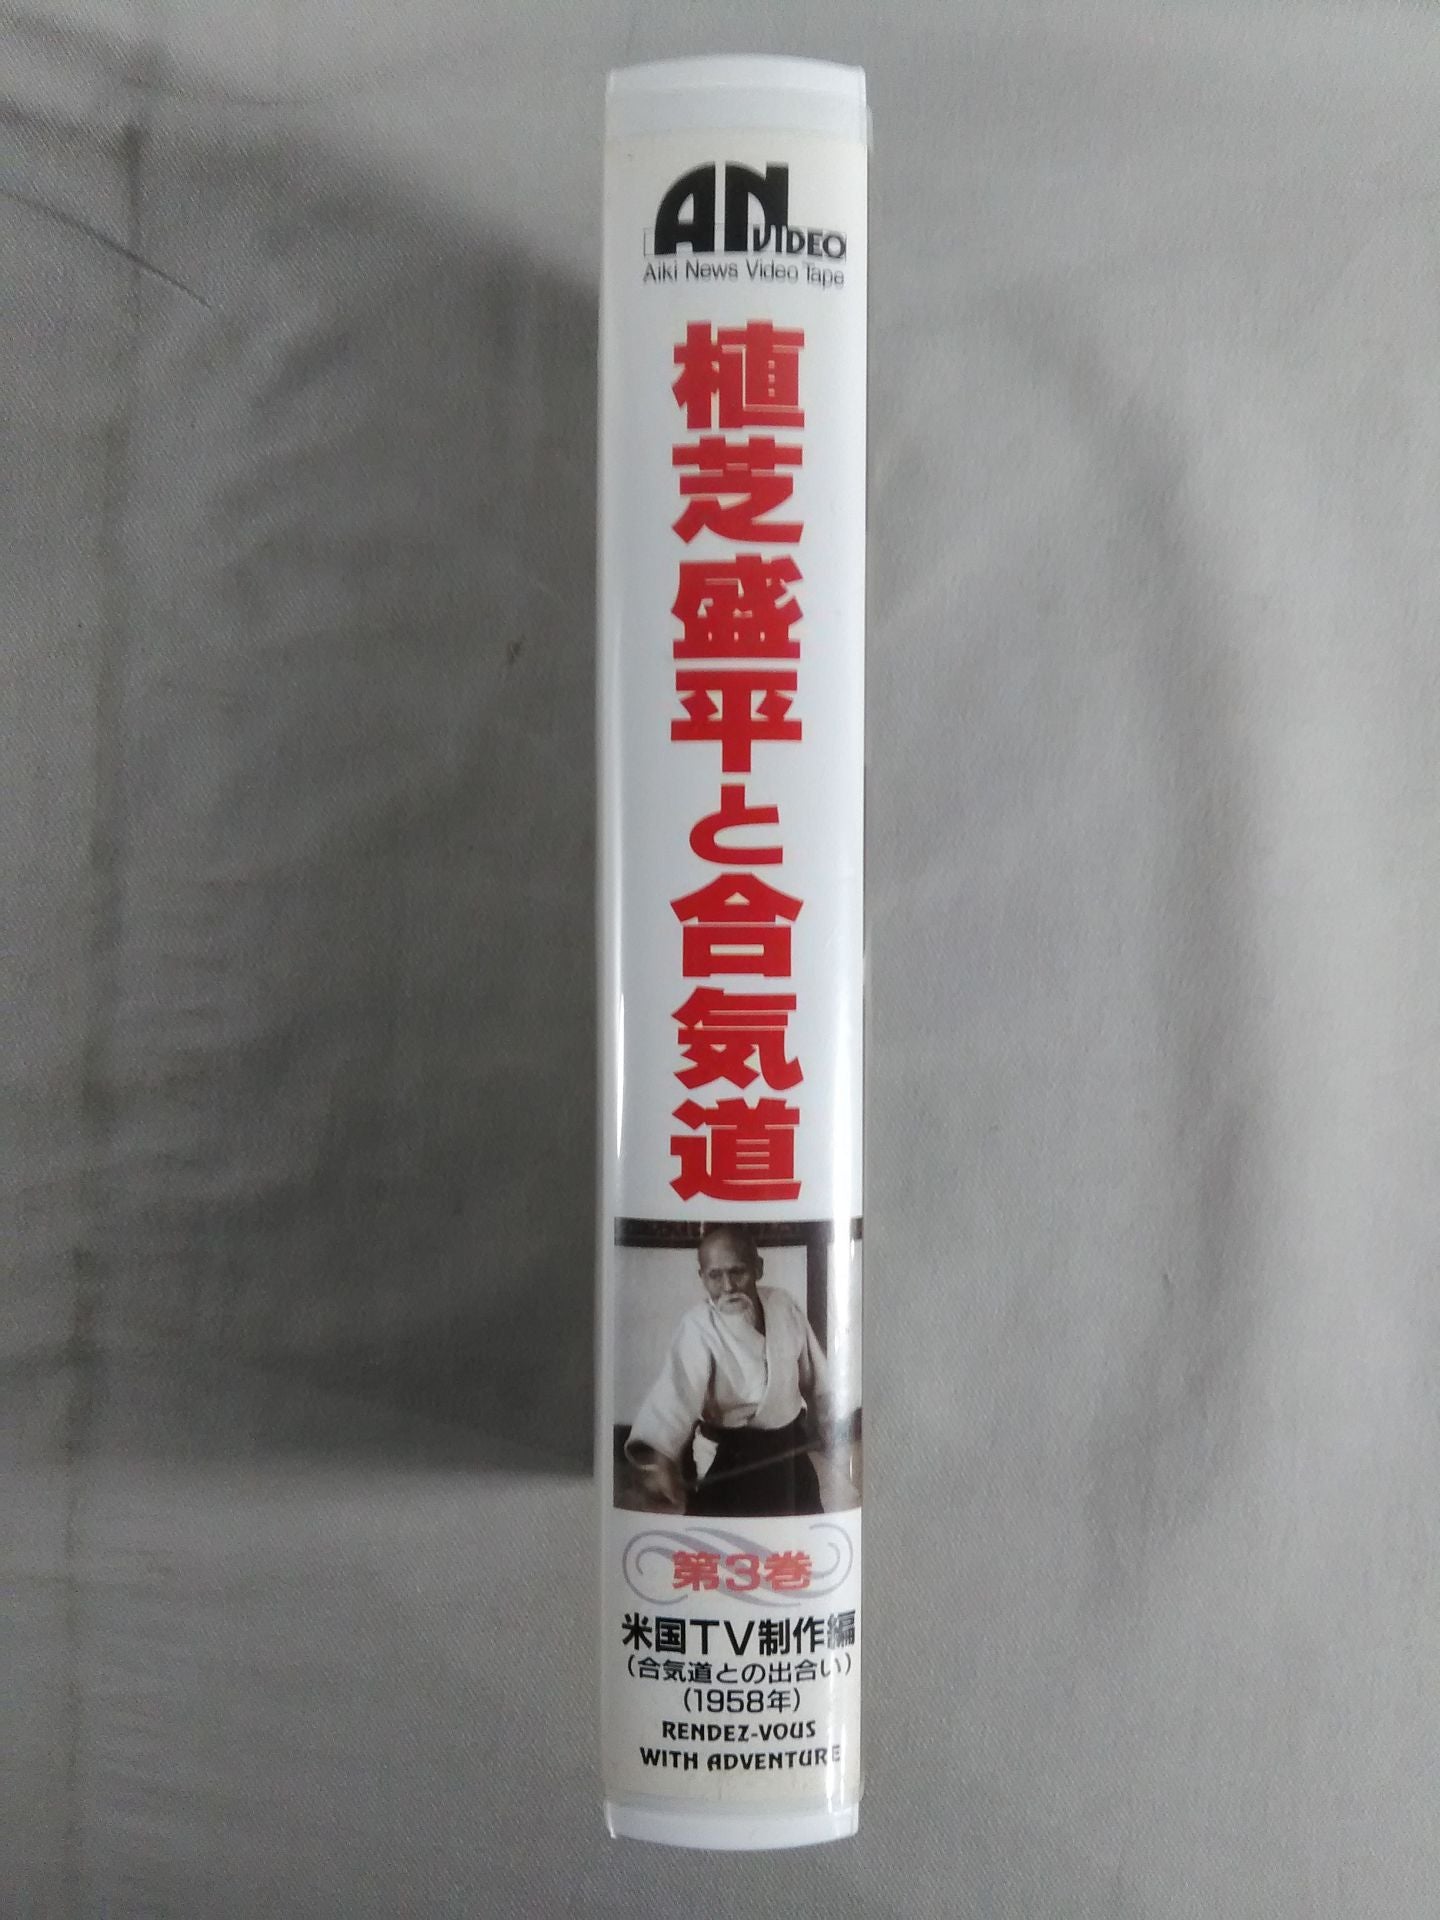 AN VIDEO
Aiki News Video Tape
植芝盛平と合気道
第3巻
米国TV制作編
(合気道との出合い)
(1958年)
RENDEZ-VOUS
WITH ADVENTURE